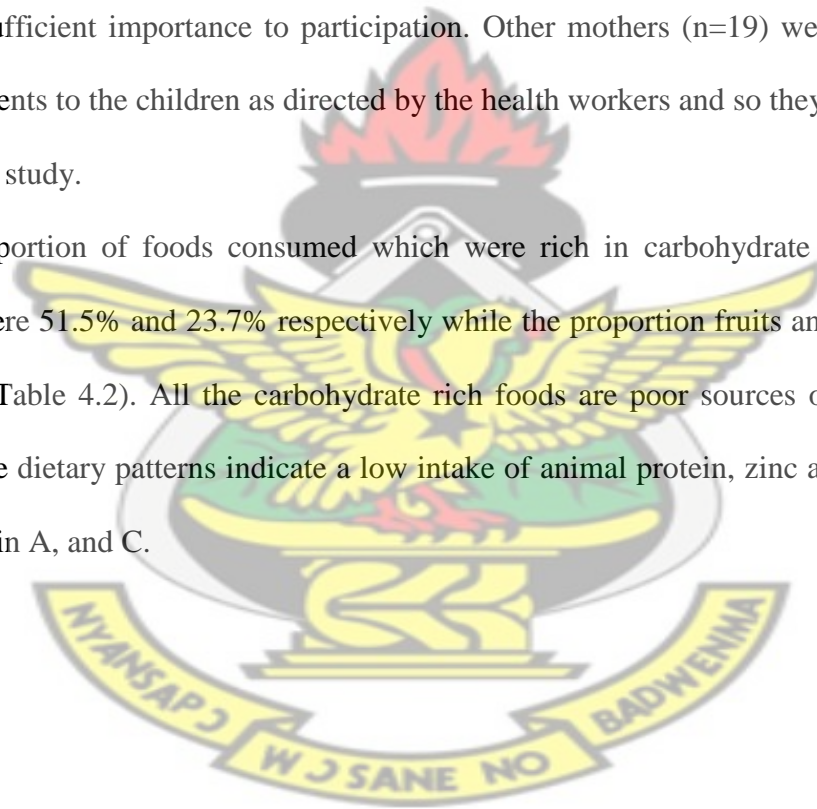 ufficient importance to participation. Other mothers (n=19) we
ents to the children as directed by the health workers and so they
study.
portion of foods consumed which were rich in carbohydrate
ere 51.5% and 23.7% respectively while the proportion fruits an
Table 4.2). All the carbohydrate rich foods are poor sources o
e dietary patterns indicate a low intake of animal protein, zinc a
in A, and C.
NYANSAPƆ WƆSANE NO BADWENMA